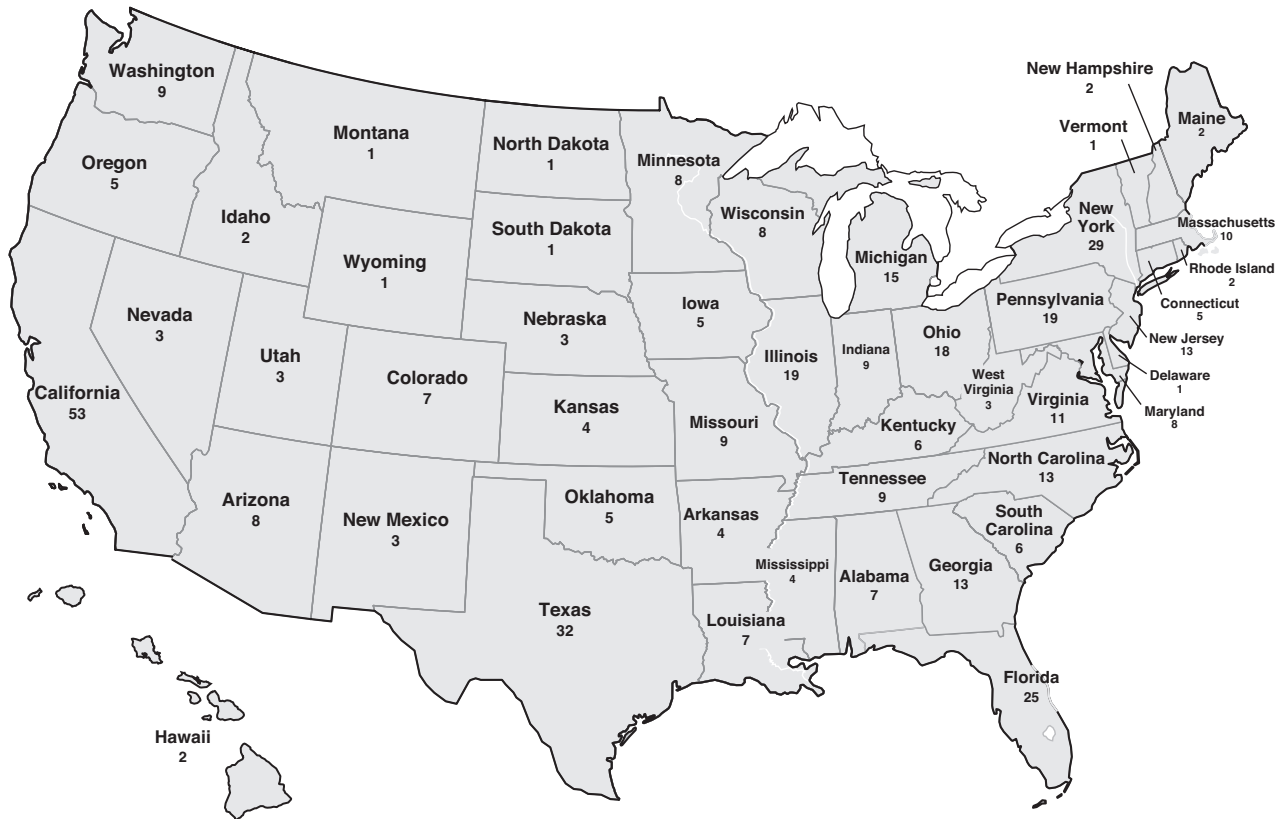 Washington
9
Oregon
5
California
53
Nevada
3
Idaho
2
Montana
1
Wyoming
1
Utah
3
Colorado
7
Arizona
8
New Mexico
3
North Dakota
1
South Dakota
1
Nebraska
3
Kansas
4
Oklahoma
5
Texas
32
Minnesota
8
Iowa
5
Missouri
9
Arkansas
4
Louisiana
7
Wisconsin
8
Illinois
19
Michigan
15
Indiana
9
Ohio
18
Kentucky
6
Tennessee
9
Mississippi
4
Alabama
7
Georgia
13
Florida
25
South
Carolina
6
North Carolina
13
Virginia
11
West
Virginia
3
Pennsylvania
19
New
York
29
Vermont
1
New Hampshire
2
Maine
2
Massachusetts
10
Rhode Island
2
Connecticut
5
New Jersey
13
Delaware
1
Maryland
8
Hawaii
2